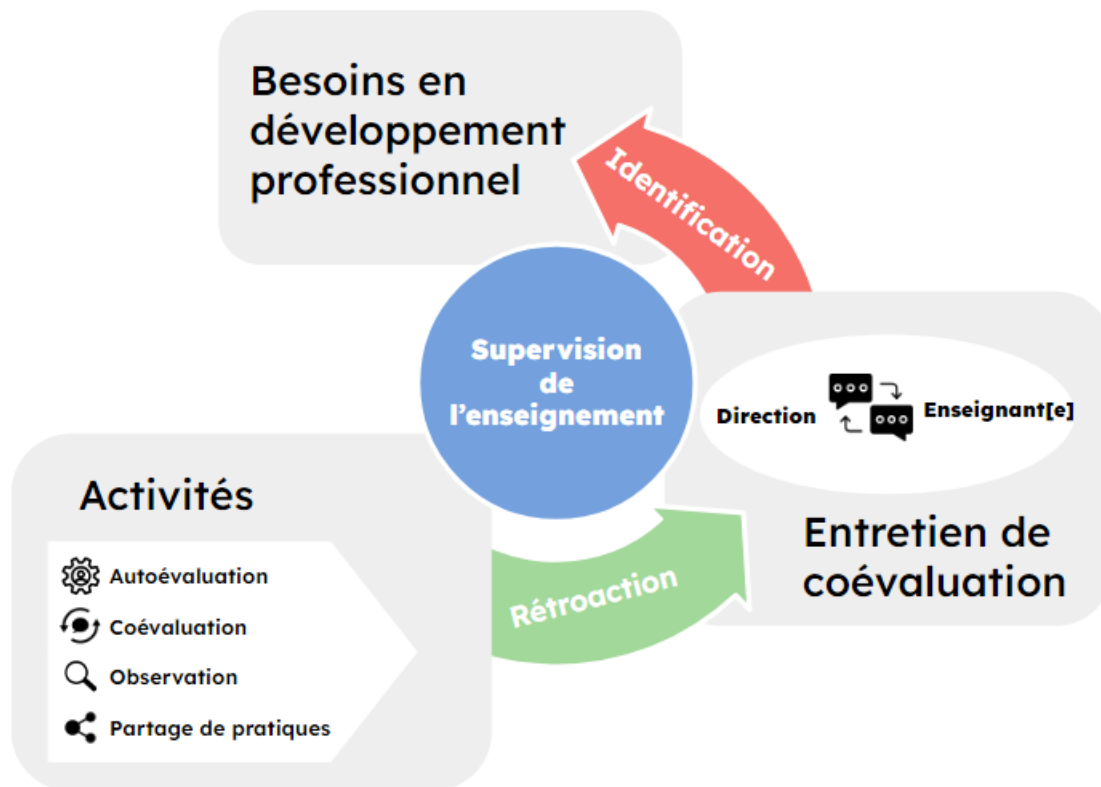 Besoins en
développement
professionnel
Identification
Supervision
de
l'enseignement
Direction
Enseignant[e]
Entretien de
coévaluation
Rétroaction
Activités
Autoévaluation
Coévaluation
Observation
Partage de pratiques